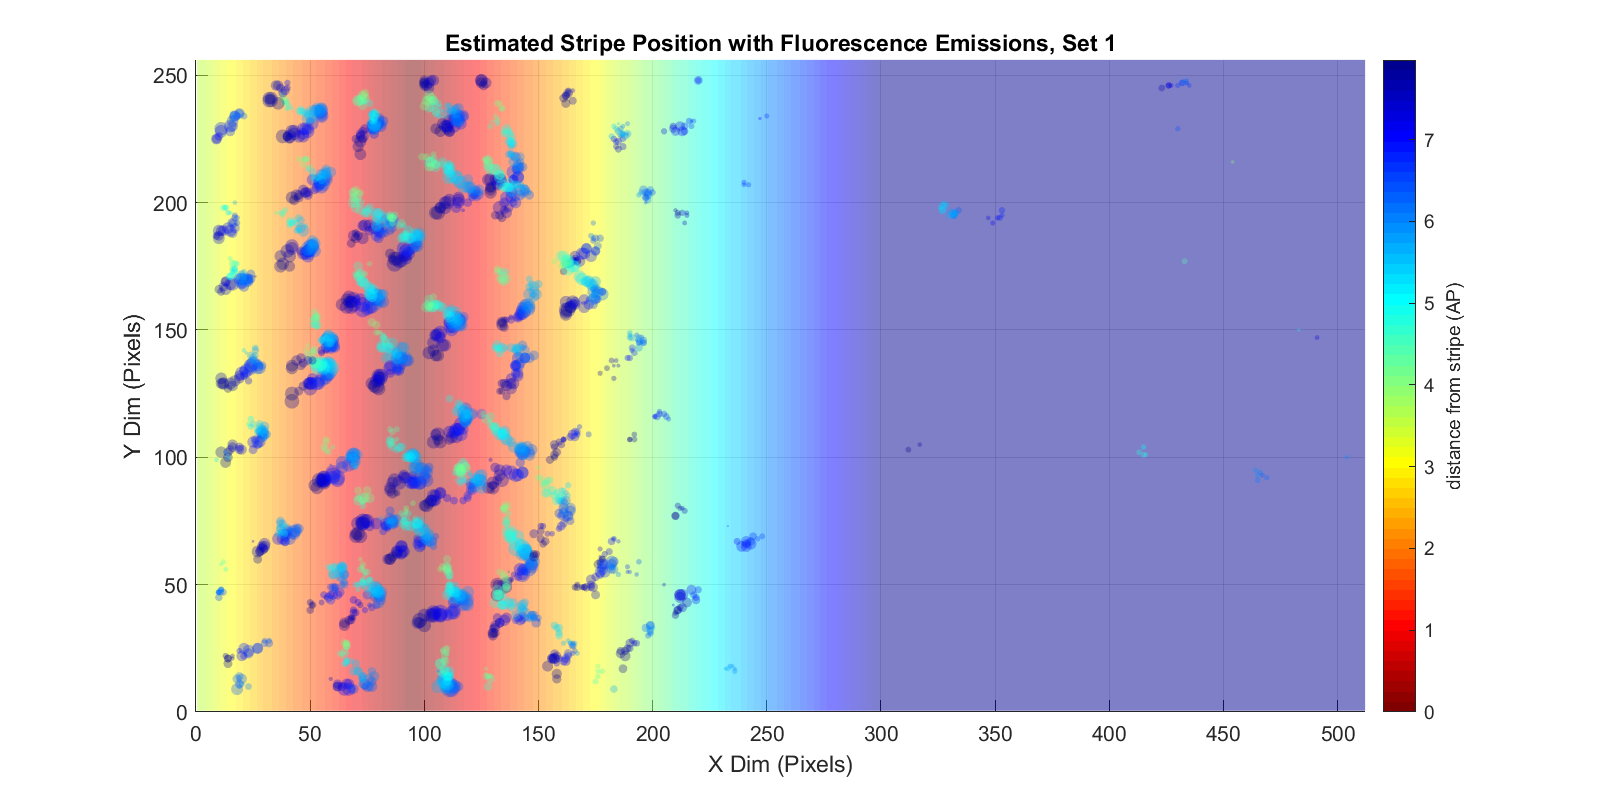 Estimated Stripe Position with Fluorescence Emissions, Set 1
250
200
150
100
50
0
Y Dim (Pixels)
0 50 100 150 200 250 300 350 400 450 500
X Dim (Pixels)
7
6
5
4
3
2
1
0
distance from stripe (AP)